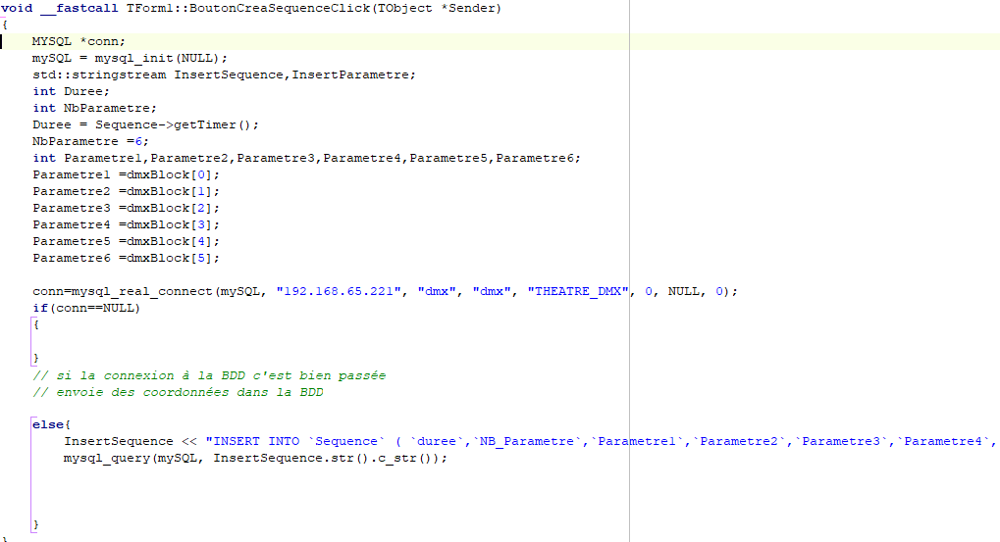 void __fastcall TForm1::BoutonCreaSequenceClick(TObject *Sender)
{
MYSQL *conn;
mySQL = mysql_init(NULL);
std::stringstream InsertSequence,InsertParametre;
int Duree;
int NbParametre;
Duree = Sequence->getTimer();
NbParametre =6;
int Parametre1,Parametre2,Parametre3,Parametre4,Parametre5,Parametre6;
Parametre1 =dmxBlock[0];
Parametre2 =dmxBlock[1];
Parametre3 =dmxBlock[2];
Parametre4 =dmxBlock[3];
Parametre5 =dmxBlock[4];
Parametre6 =dmxBlock[5];
conn=mysql_real_connect(mySQL, "192.168.65.221", "dmx", "dmx", "THEATRE_DMX", 0, NULL, 0);
if(conn==NULL)
{
}
// si la connexion à la BDD c'est bien passée
// envoie des coordonnées dans la BDD
else{
InsertSequence << "INSERT INTO `Sequence` ( `duree`,`NB_Parametre`,`Parametre1`,`Parametre2`,`Parametre3`,`Parametre4`,
mysql_query(mySQL, InsertSequence.str().c_str());
}
}